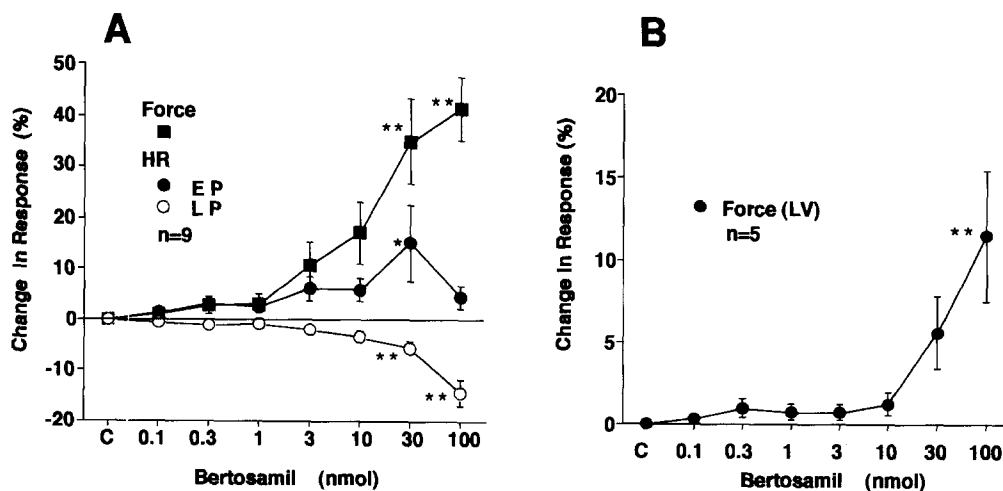 A
Change In Response (%)
50
40
30
20
10
0
-10
-20
Force
HR
E P
L P
n=9
**
**
*
**
**
C 0.1 0.3 1 3 10 30 100
Bertosamil (nmol)
B
Change In Response (%)
20
15
10
5
0
Force (LV)
n=5
**
C 0.1 0.3 1 3 10 30 100
Bertosamil (nmol)